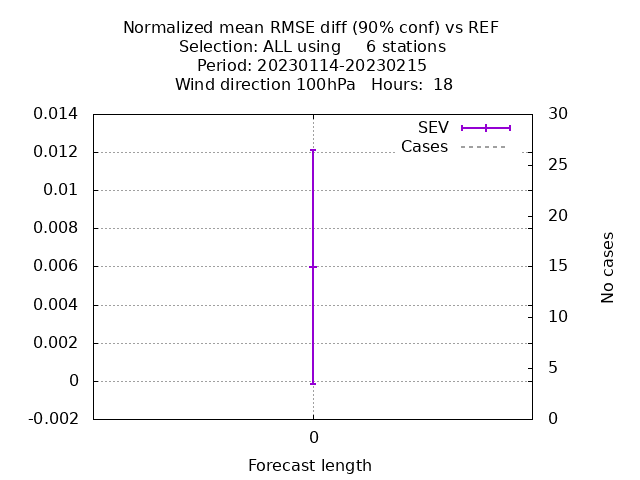 Normalized mean RMSE diff (90% conf) vs REF
Selection: ALL using     6 stations
Period: 20230114-20230215
Wind direction 100hPa   Hours:  18
0.014
0.012
0.01
0.008
0.006
0.004
0.002
0
-0.002
SEV
Cases
30
25
20
15
10
5
0
No cases
0
Forecast length